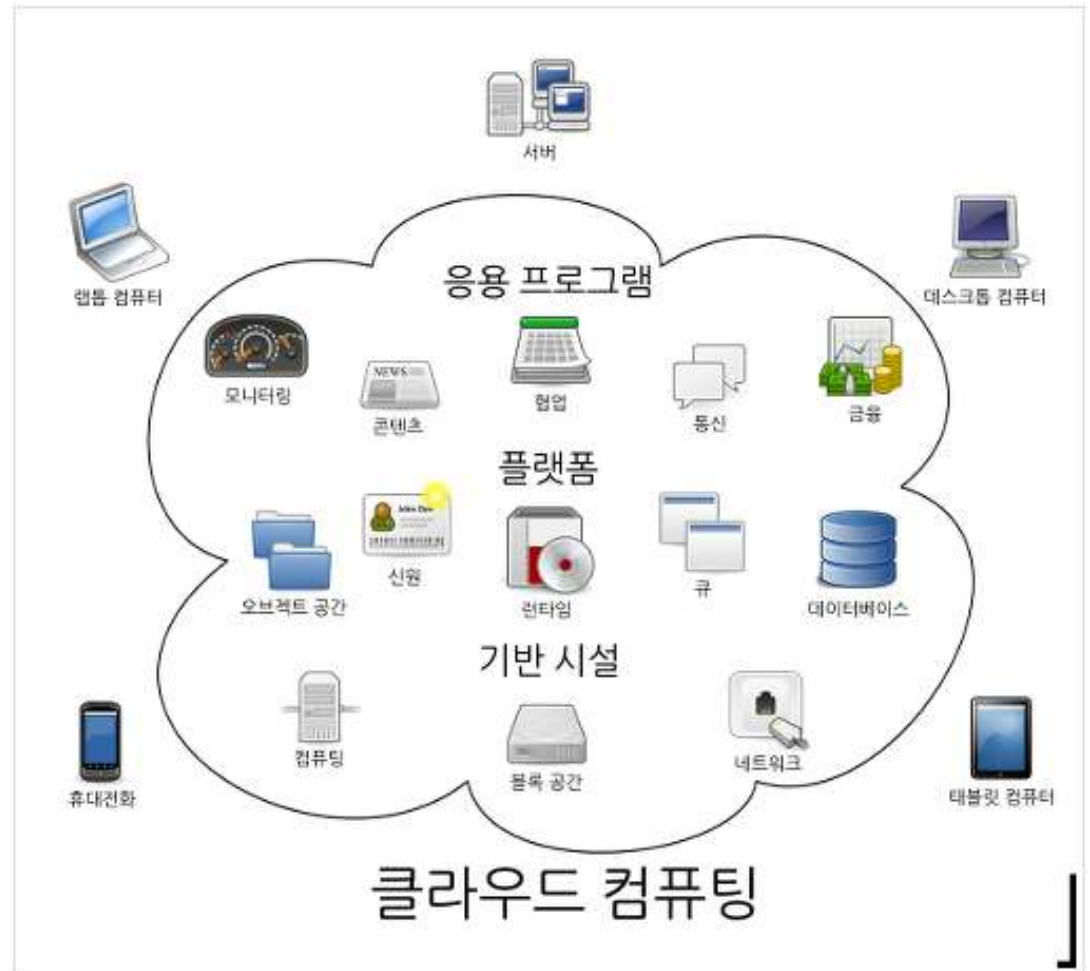 서버
랩톱 컴퓨터
데스크톱 컴퓨터
응용 프로그램
모니터링
NEWS
콘텐츠
협업
통신
금융
플랫폼
John Doe
오브젝트 공간
신원
런타임
큐
데이터베이스
기반 시설
컴퓨팅
블록 공간
네트워크
휴대전화
태블릿 컴퓨터
클라우드 컴퓨팅